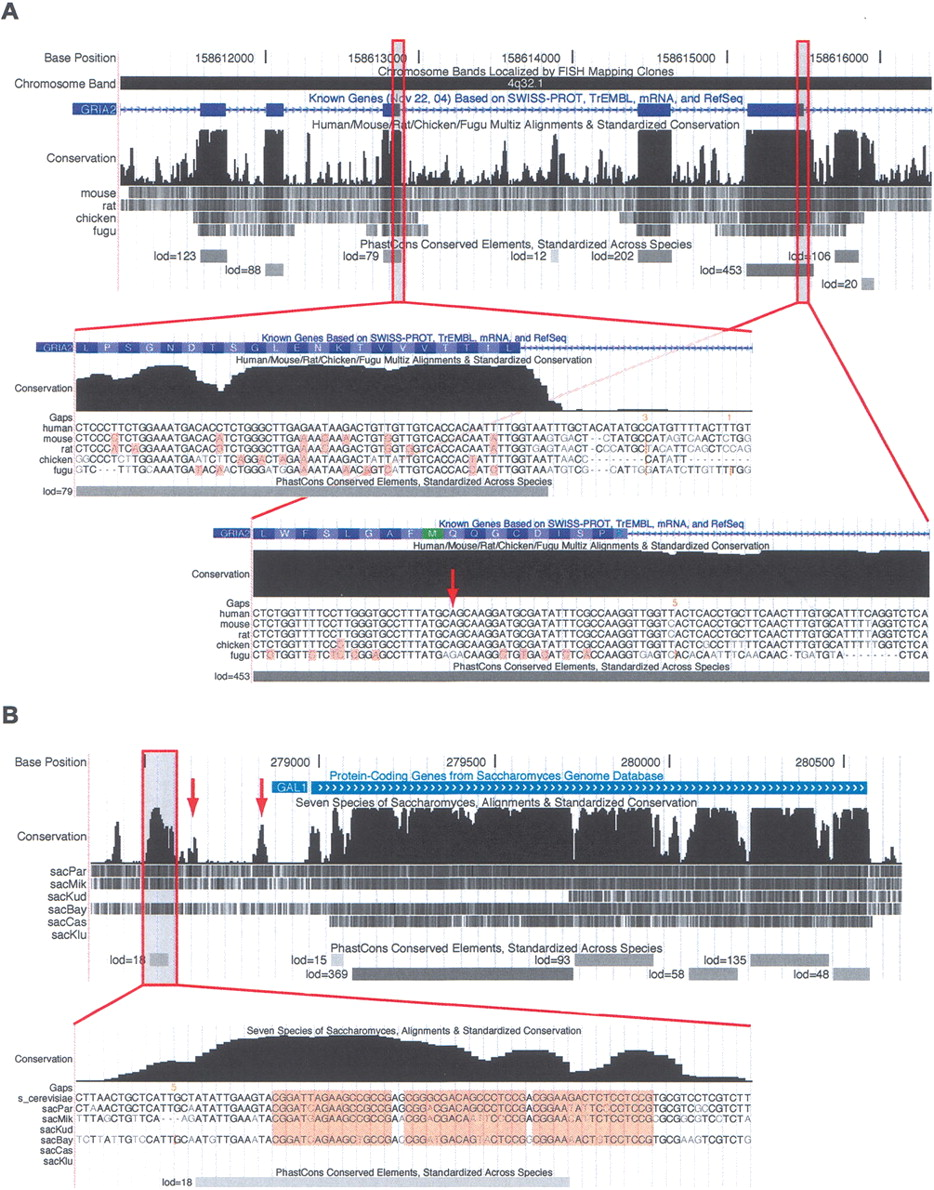 A
Base Position 158612000 158613000 158614000 158615000 158616000
Chromosome Bands Localized by FISH Mapping Clones
Chromosome Band 4q32.1
Known Genes (Nov 22, 04) Based on SWISS-PROT, TrEMBL, mRNA, and RefSeq
GRIA2
Human/Mouse/Rat/Chicken/Fugu Multiz Alignments & Standardized Conservation
Conservation
mouse
rat
chicken
fugu
PhastCons Conserved Elements, Standardized Across Species
lod=123 lod=79 lod=12 lod=202 lod=106
lod=88 lod=453
lod=20
Known Genes Based on SWISS-PROT, TrEMBL, mRNA, and RefSeq
GRIA2 L P S G N D T S G L E N K T V V V T T I L
Human/Mouse/Rat/Chicken/Fugu Multiz Alignments & Standardized Conservation
Conservation
Gaps 3 1
human CTCCCTTCTGGAAATGACACCTCTGGGCTTGAGAATAAGACTGTTGTTGTCACCACAATTTTGGTAATTTGCTACATATGCCATGTTTTACTTTGT
mouse
rat
chicken
fugu
PhastCons Conserved Elements, Standardized Across Species
lod=79
Known Genes Based on SWISS-PROT, TrEMBL, mRNA, and RefSeq
GRIA2 L W F S L G A F M Q Q G C D I S P
Human/Mouse/Rat/Chicken/Fugu Multiz Alignments & Standardized Conservation
Conservation
Gaps 5
human CTCTGGTTTTCCTTGGGTGCCTTTATGCAGCAAGGATGCGATATTTCGCCAAGGTTGGTTACTCACCTGCTTCAACTTTGTGCATTTCAGGTCTCA
mouse CTCTGGTTTTCCTTGGGTGCCTTTATGCAGCAAGGATGCGATATTTCGCCAAGGTTGGTCACTCACCTGCTTCAACTTTGTGCATTTTAGGTCTCA
rat CTCTGGTTTTCCTTGGGTGCCTTTATGCAGCAAGGATGCGATATTTCGCCAAGGTTGGTCACTCACCTGCTTCAACTTTGTGCATTTTAGGTCTCA
chicken
fugu
PhastCons Conserved Elements, Standardized Across Species
lod=453
B
Base Position 279000 279500 280000 280500
Protein-Coding Genes from Saccharomyces Genome Database
GAL1
Seven Species of Saccharomyces, Alignments & Standardized Conservation
Conservation
sacPar
sacMik
sacKud
sacBay
sacCas
sacKlu
PhastCons Conserved Elements, Standardized Across Species
lod=18 lod=15 lod=93 lod=135
lod=369 lod=58 lod=48
Seven Species of Saccharomyces, Alignments & Standardized Conservation
Conservation
Gaps 5
s_cerevisiae CTTAACTGCTCATTGCTATATTGAAGTACGGATTAGAAGCCGCCGAGCGGGCGACAGCCCTCCGACGGAAGACTCTCCTCCGTGCGTCCTCGTCTT
sacPar
sacMik
sacKud
sacBay
sacCas
sacKlu
PhastCons Conserved Elements, Standardized Across Species
lod=18